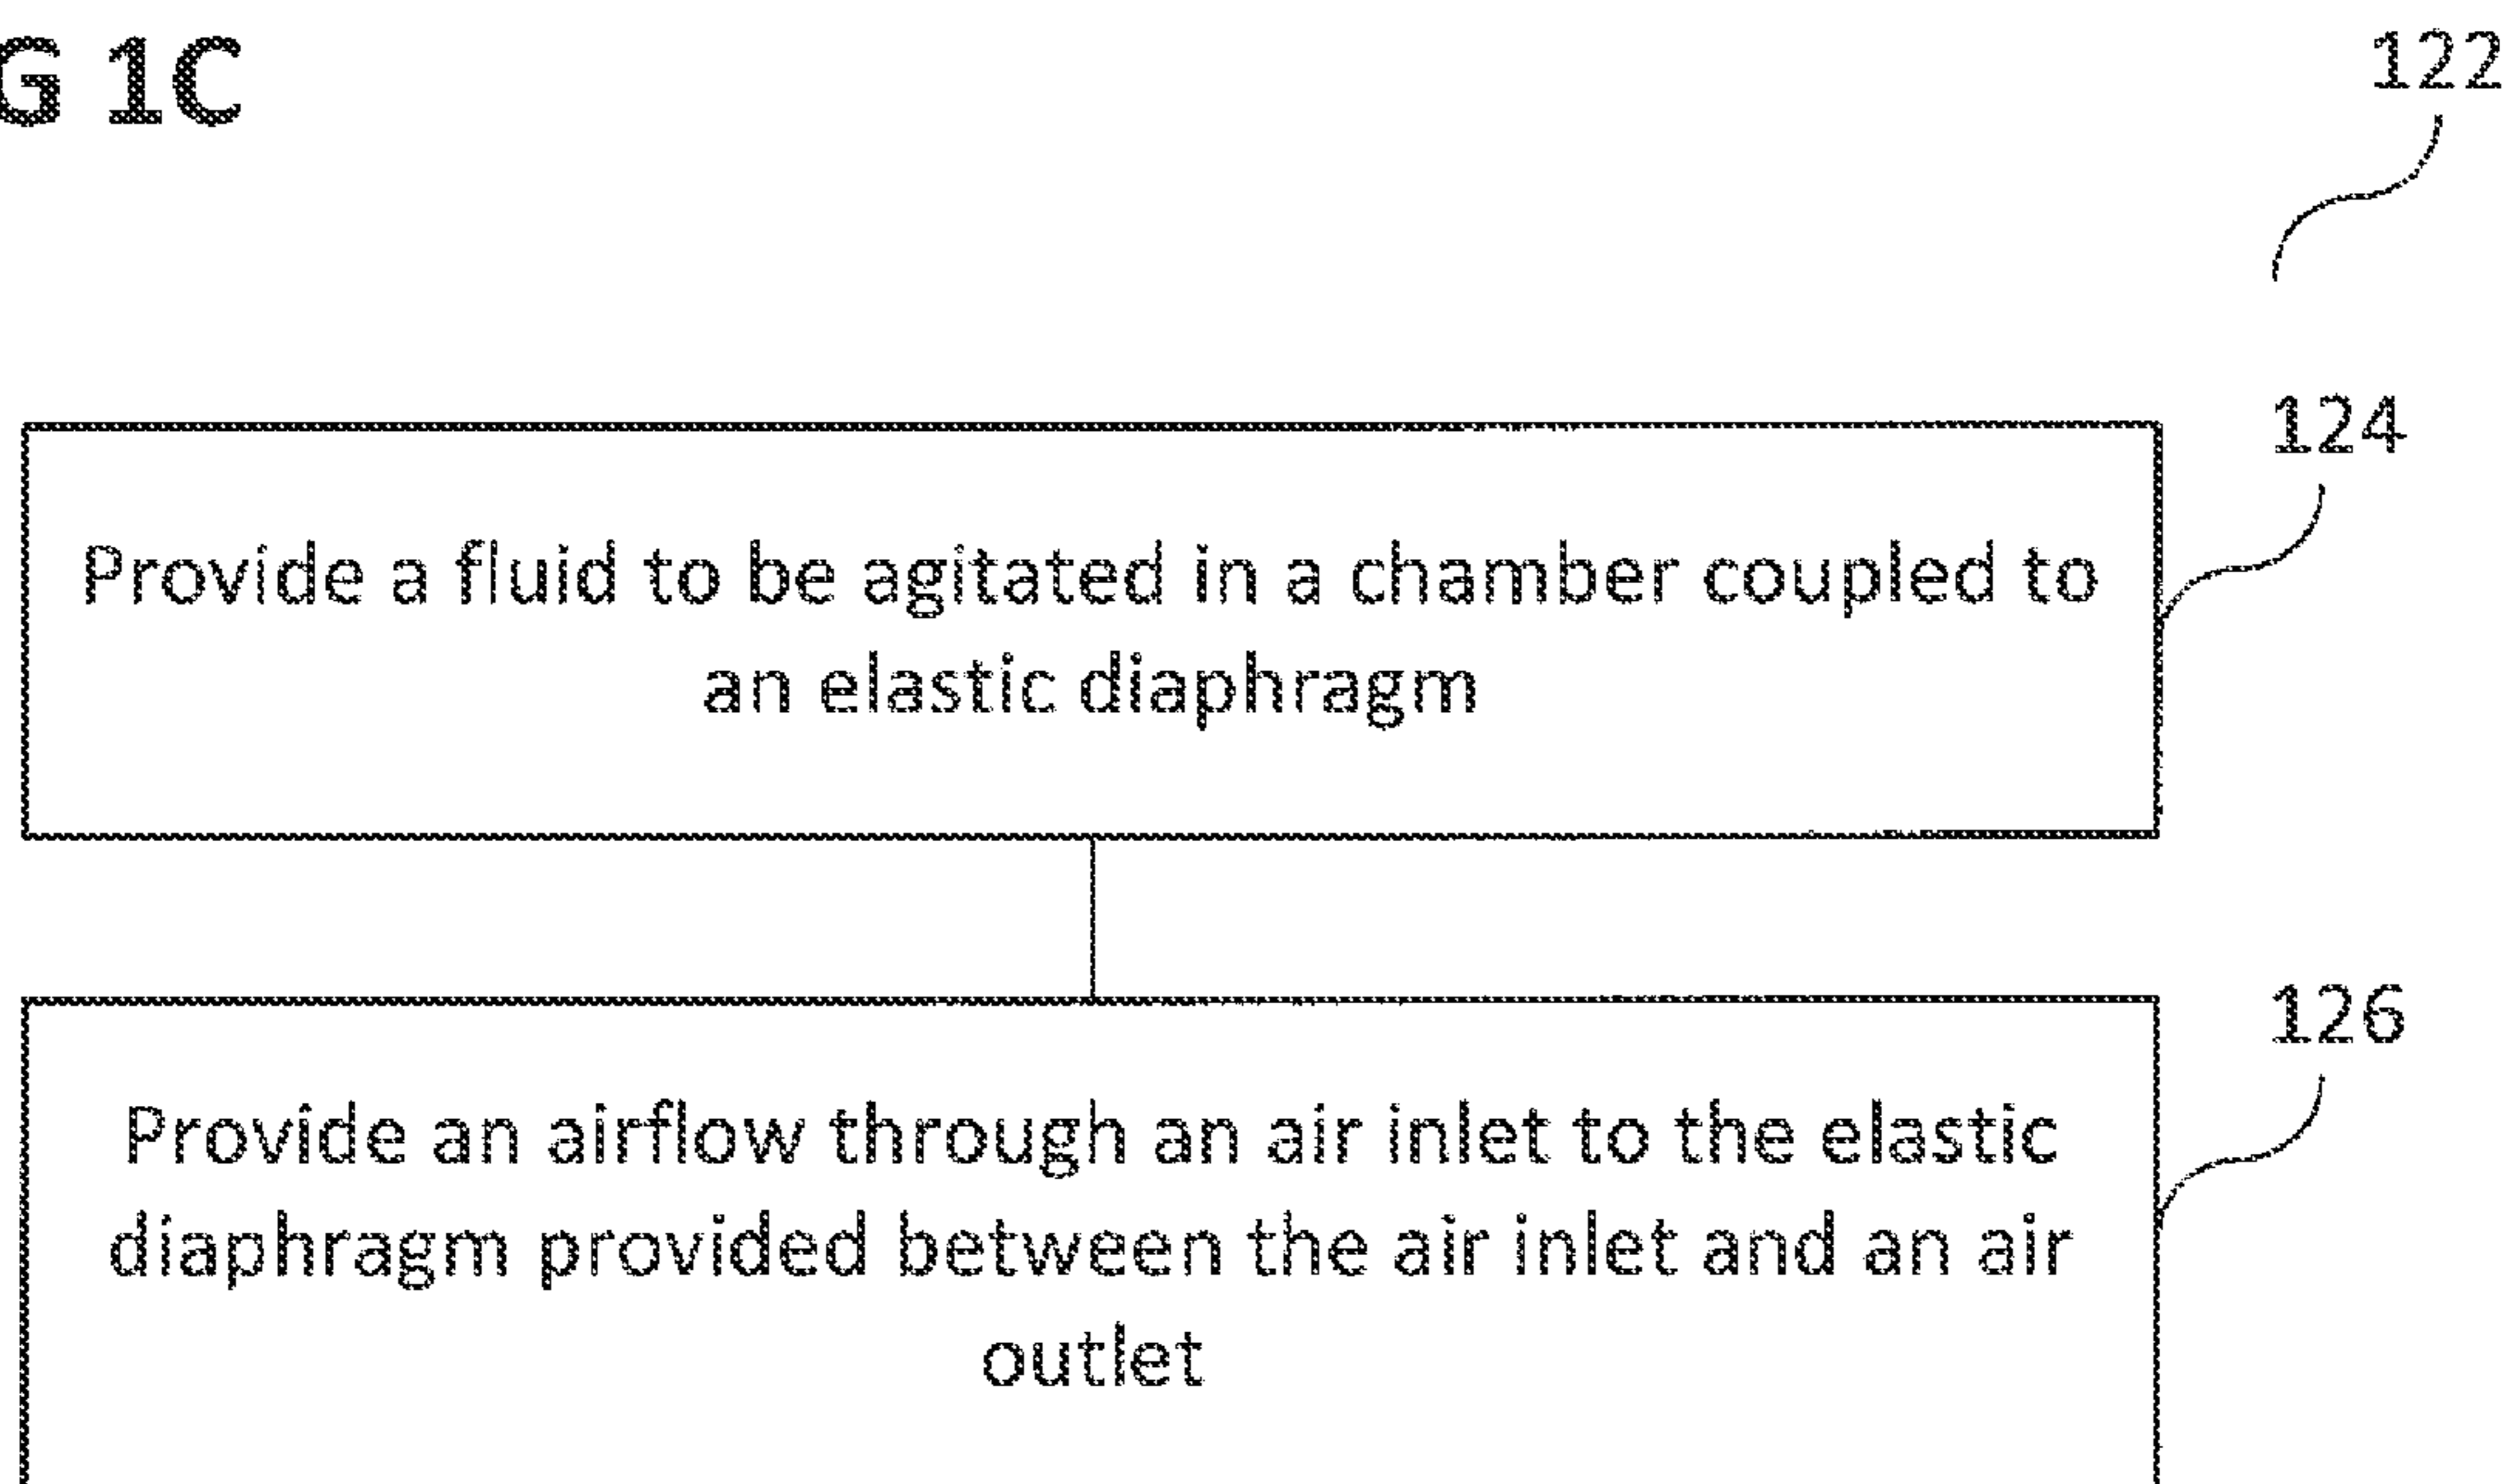 G 1C
122
124
Provide a fluid to be agitated in a chamber coupled to
an elastic diaphragm
126
Provide an airflow through an air inlet to the elastic
diaphragm provided between the air inlet and an air
outlet